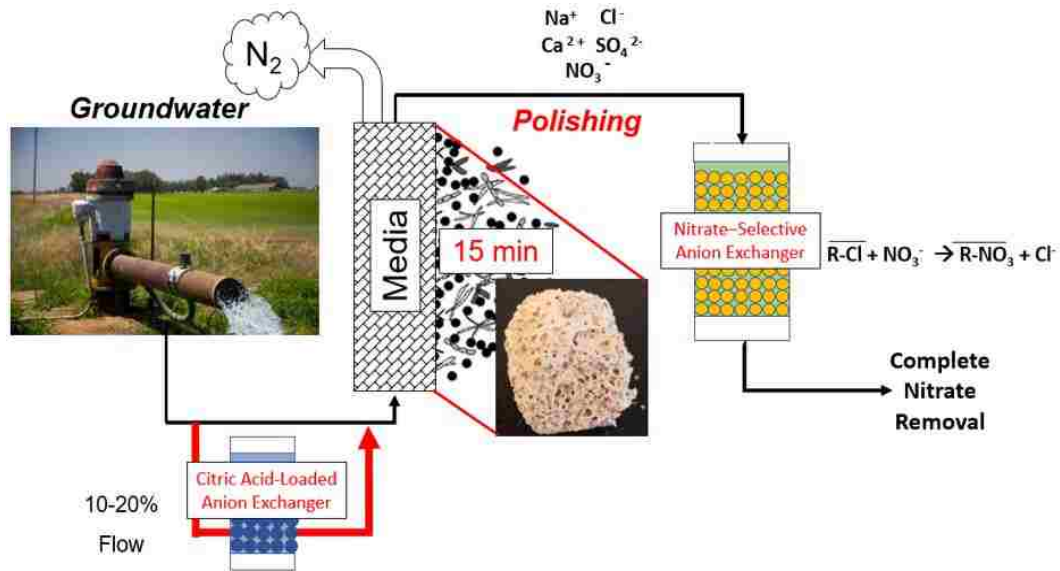 N₂
Na⁺ Cl⁻
Ca²⁺ SO₄²⁻
NO₃⁻
Groundwater
Polishing
Media
15 min
Nitrate–Selective
Anion Exchanger
R-Cl + NO₃⁻ → R-NO₃ + Cl⁻
Complete
Nitrate
Removal
Citric Acid-Loaded
Anion Exchanger
10-20%
Flow